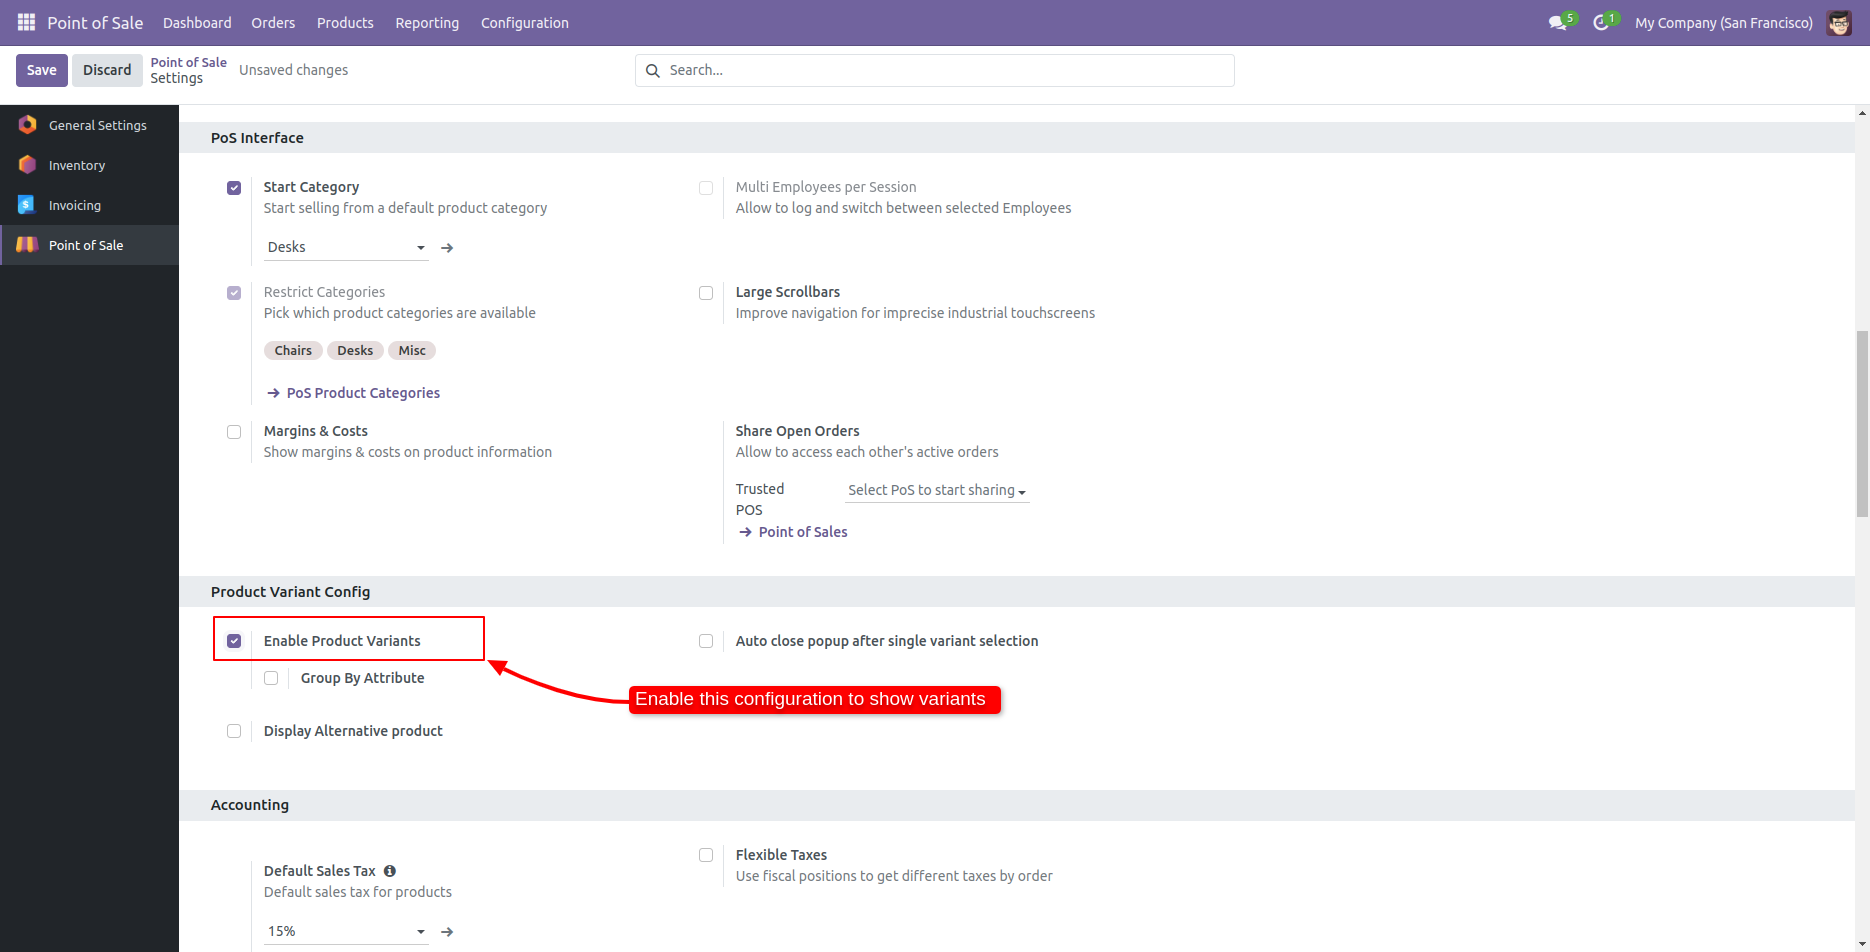 Point of Sale Dashboard Orders Products Reporting Configuration 5 1 My Company (San Francisco)
Save Discard Point of Sale Unsaved changes Search...
Settings
General Settings
Inventory
Invoicing
Point of Sale
PoS Interface
Start Category
Start selling from a default product category
Desks
Multi Employees per Session
Allow to log and switch between selected Employees
Restrict Categories
Pick which product categories are available
Chairs Desks Misc
PoS Product Categories
Large Scrollbars
Improve navigation for imprecise industrial touchscreens
Margins & Costs
Show margins & costs on product information
Share Open Orders
Allow to access each other's active orders
Trusted
POS
Select PoS to start sharing
Point of Sales
Product Variant Config
Enable Product Variants
Group By Attribute
Auto close popup after single variant selection
Enable this configuration to show variants
Display Alternative product
Accounting
Default Sales Tax
Default sales tax for products
15%
Flexible Taxes
Use fiscal positions to get different taxes by order